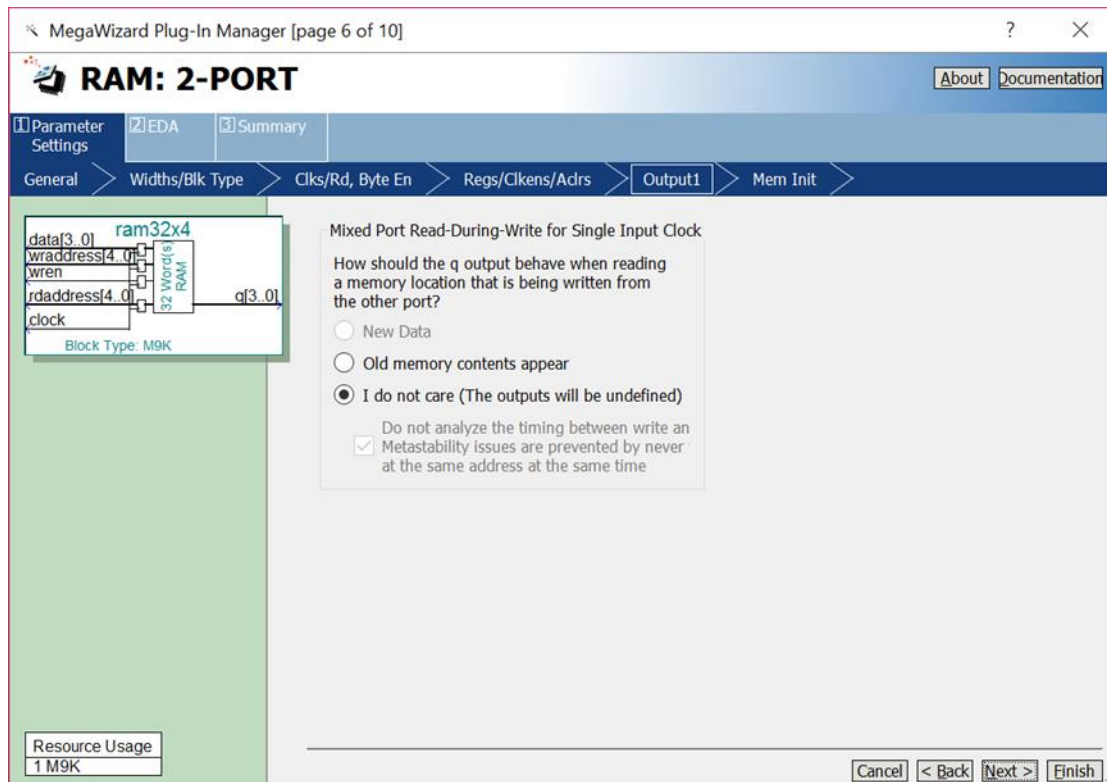 MegaWizard Plug-In Manager [page 6 of 10]
?
RAM: 2-PORT
About
Documentation
1 Parameter
Settings
2 EDA
3 Summary
General
Widths/Blk Type
Clks/Rd, Byte En
Regs/Clkens/Aclrs
Output1
Mem Init
ram32x4
data[3..0]
wraddress[4..0]
wren
rdaddress[4..0]
clock
32 Word(s)
RAM
q[3..0]
Block Type: M9K
Mixed Port Read-During-Write for Single Input Clock
How should the q output behave when reading
a memory location that is being written from
the other port?
New Data
Old memory contents appear
I do not care (The outputs will be undefined)
Do not analyze the timing between write an
Metastability issues are prevented by never
at the same address at the same time
Resource Usage
1 M9K
Cancel
< Back
Next >
Finish